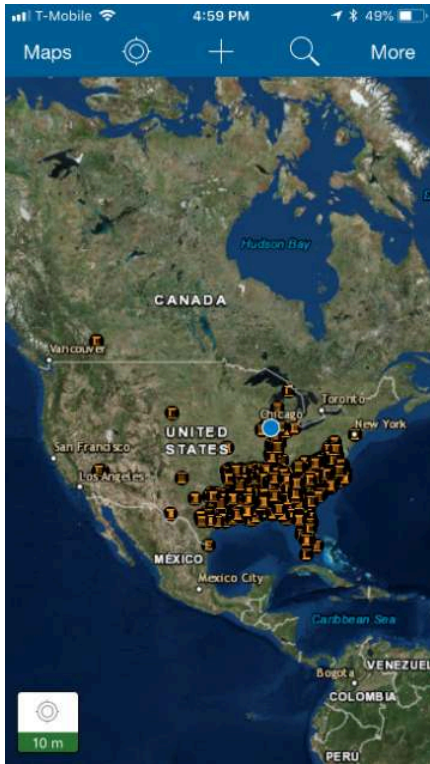 T-Mobile 4:59 PM 49%
Maps More
Hudson Bay
CANADA
Vancouver
Toronto
Chicago
New York
UNITED
STATES
San Francisco
Los Angeles
MÉXICO
Mexico City
Caribbean Sea
Bogota
VENEZUEL
COLOMBIA
10 m
PERU